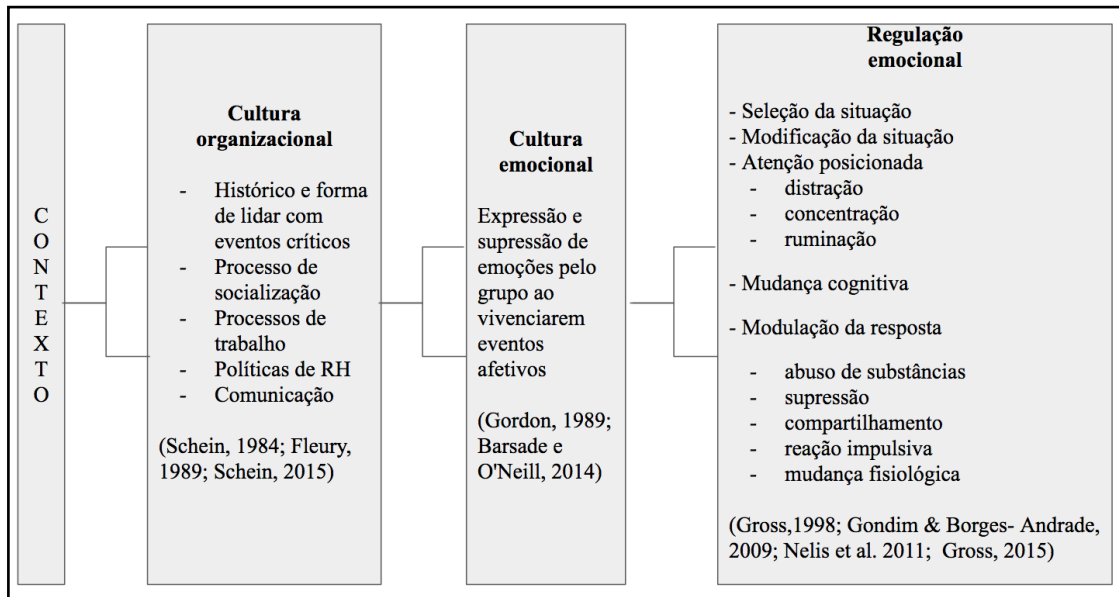 C
O
N
T
E
X
T
O
Cultura
organizacional
- Histórico e forma
de lidar com
eventos críticos
- Processo de
socialização
- Processos de
trabalho
- Políticas de RH
- Comunicação
(Schein, 1984; Fleury,
1989; Schein, 2015)
Cultura
emocional
Expressão e
supressão de
emoções pelo
grupo ao
vivenciarem
eventos
afetivos
(Gordon, 1989;
Barsade e
O'Neill, 2014)
Regulação
emocional
- Seleção da situação
- Modificação da situação
- Atenção posicionada
- distração
- concentração
- ruminação
- Mudança cognitiva
- Modulação da resposta
- abuso de substâncias
- supressão
- compartilhamento
- reação impulsiva
- mudança fisiológica
(Gross,1998; Gondim & Borges- Andrade,
2009; Nelis et al. 2011; Gross, 2015)